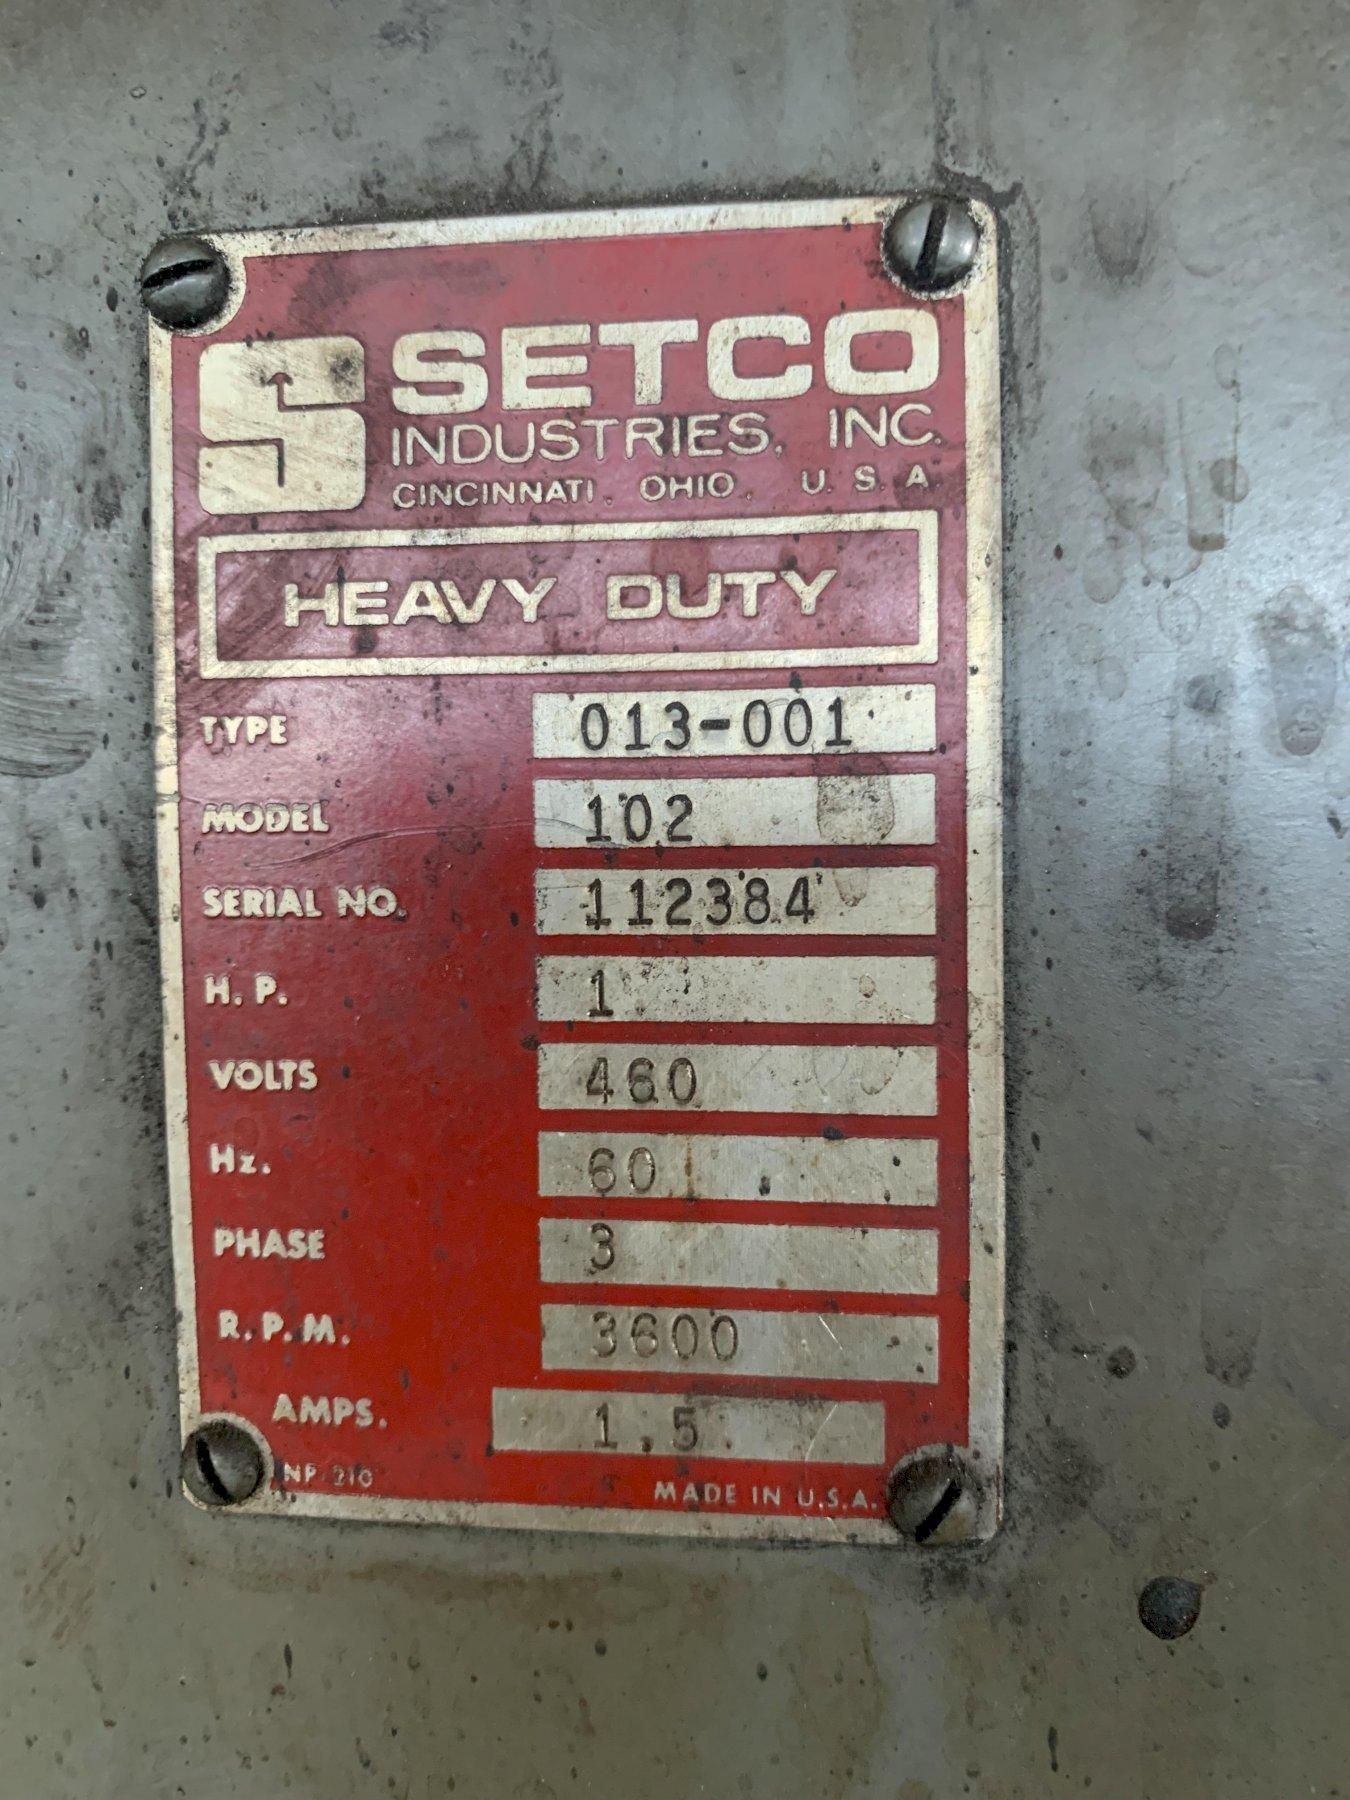 S SETCO
INDUSTRIES, INC.
CINCINNATI, OHIO, U.S.A.
HEAVY DUTY
TYPE 013-001
MODEL 102
SERIAL NO. 112384
H.P. 1
VOLTS 460
Hz. 60
PHASE 3
R.P.M. 3600
AMPS. 1.5
NP-210 MADE IN U.S.A.